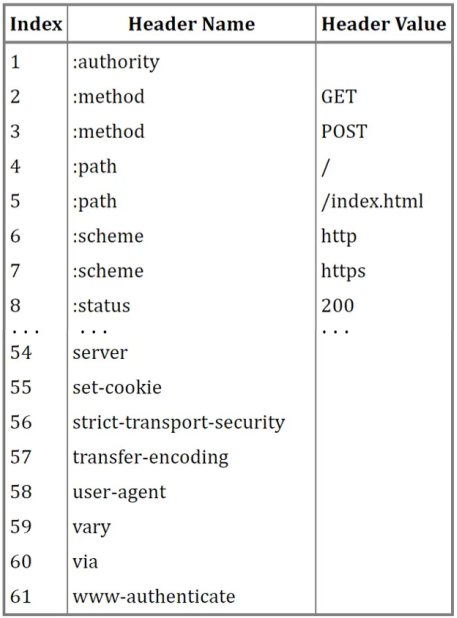 Index Header Name Header Value
1 :authority
2 :method GET
3 :method POST
4 :path /
5 :path /index.html
6 :scheme http
7 :scheme https
8 :status 200
... ... ...
54 server
55 set-cookie
56 strict-transport-security
57 transfer-encoding
58 user-agent
59 vary
60 via
61 www-authenticate